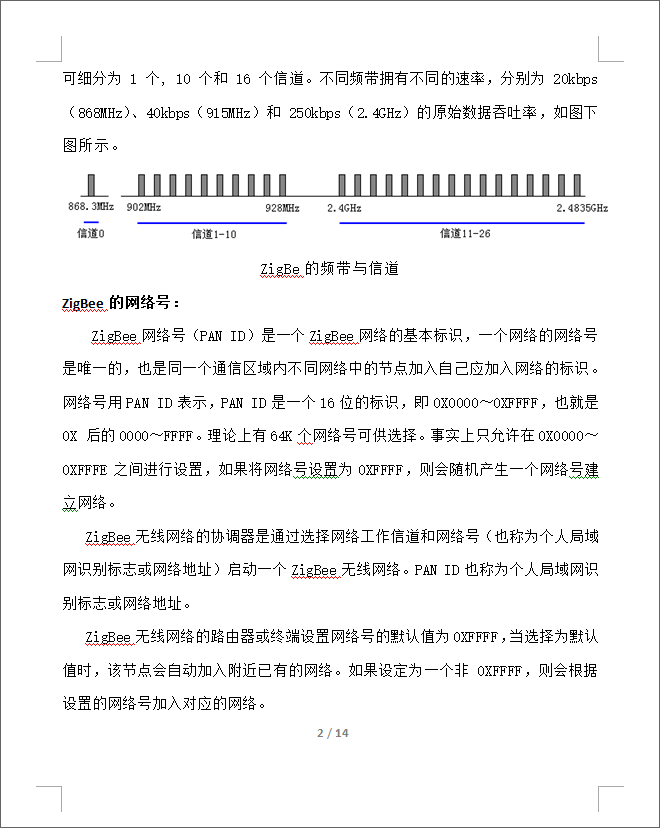 可细分为 1 个, 10 个和 16 个信道。不同频带拥有不同的速率，分别为 20kbps
（868MHz）、40kbps（915MHz）和 250kbps（2.4GHz）的原始数据吞吐率，如图下
图所示。
868.3MHz 902MHz 928MHz 2.4GHz 2.4835GHz
信道0 信道1-10 信道11-26
ZigBe 的频带与信道
ZigBee 的网络号：
ZigBee 网络号（PAN ID）是一个 ZigBee 网络的基本标识，一个网络的网络号
是唯一的，也是同一个通信区域内不同网络中的节点加入自己应加入网络的标识。
网络号用 PAN ID 表示，PAN ID 是一个 16 位的标识，即 0X0000～0XFFFF，也就是
0X 后的 0000～FFFF。理论上有 64K 个网络号可供选择。事实上只允许在 0X0000～
0XFFFE 之间进行设置，如果将网络号设置为 0XFFFF，则会随机产生一个网络号建
立网络。
ZigBee 无线网络的协调器是通过选择网络工作信道和网络号（也称为个人局域
网识别标志或网络地址）启动一个 ZigBee 无线网络。PAN ID 也称为个人局域网识
别标志或网络地址。
ZigBee 无线网络的路由器或终端设置网络号的默认值为 0XFFFF，当选择为默认
值时，该节点会自动加入附近已有的网络。如果设定为一个非 0XFFFF，则会根据
设置的网络号加入对应的网络。
2 / 14